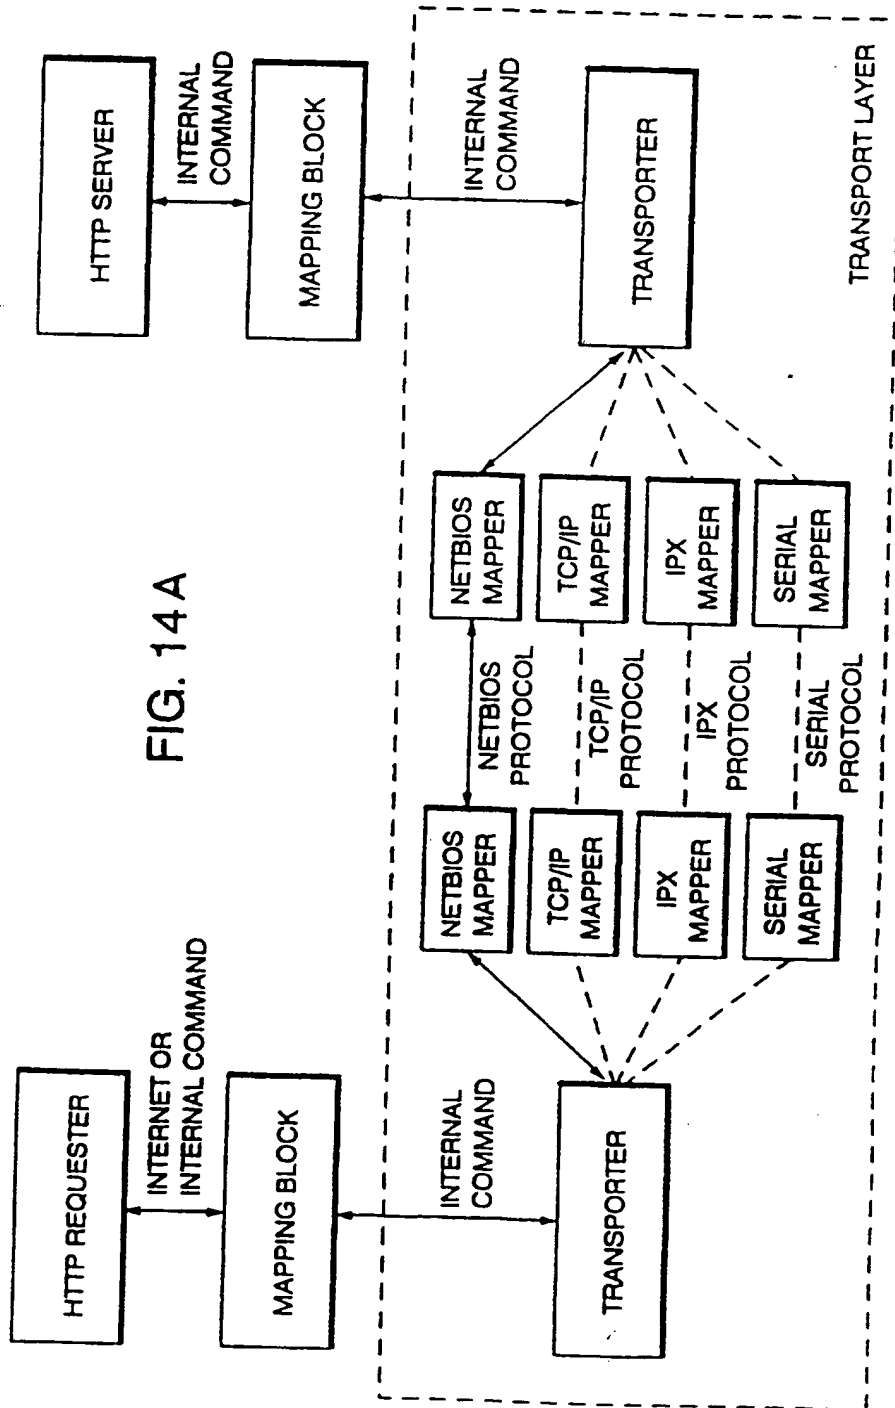 FIG. 14 A
HTTP REQUESTER
INTERNET OR
INTERNAL COMMAND
MAPPING BLOCK
INTERNAL
COMMAND
TRANSPORTER
NETBIOS
MAPPER
TCP/IP
MAPPER
IPX
MAPPER
SERIAL
MAPPER
NETBIOS
PROTOCOL
TCP/IP
PROTOCOL
IPX
PROTOCOL
SERIAL
PROTOCOL
NETBIOS
MAPPER
TCP/IP
MAPPER
IPX
MAPPER
SERIAL
MAPPER
HTTP SERVER
INTERNAL
COMMAND
MAPPING BLOCK
INTERNAL
COMMAND
TRANSPORTER
TRANSPORT LAYER